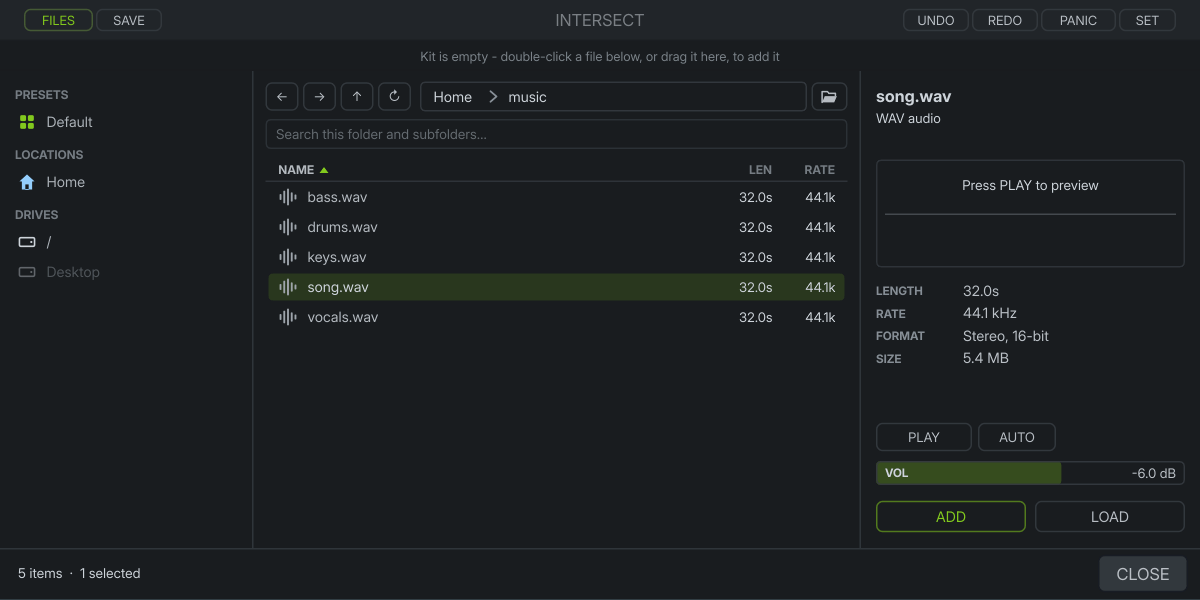 FILES SAVE INTERSECT UNDO REDO PANIC SET
Kit is empty - double-click a file below, or drag it here, to add it
PRESETS
Default
LOCATIONS
Home
DRIVES
/
Desktop
Home music
Search this folder and subfolders...
NAME LEN RATE
bass.wav 32.0s 44.1k
drums.wav 32.0s 44.1k
keys.wav 32.0s 44.1k
song.wav 32.0s 44.1k
vocals.wav 32.0s 44.1k
song.wav
WAV audio
Press PLAY to preview
LENGTH 32.0s
RATE 44.1 kHz
FORMAT Stereo, 16-bit
SIZE 5.4 MB
PLAY AUTO
VOL -6.0 dB
ADD LOAD
5 items · 1 selected CLOSE